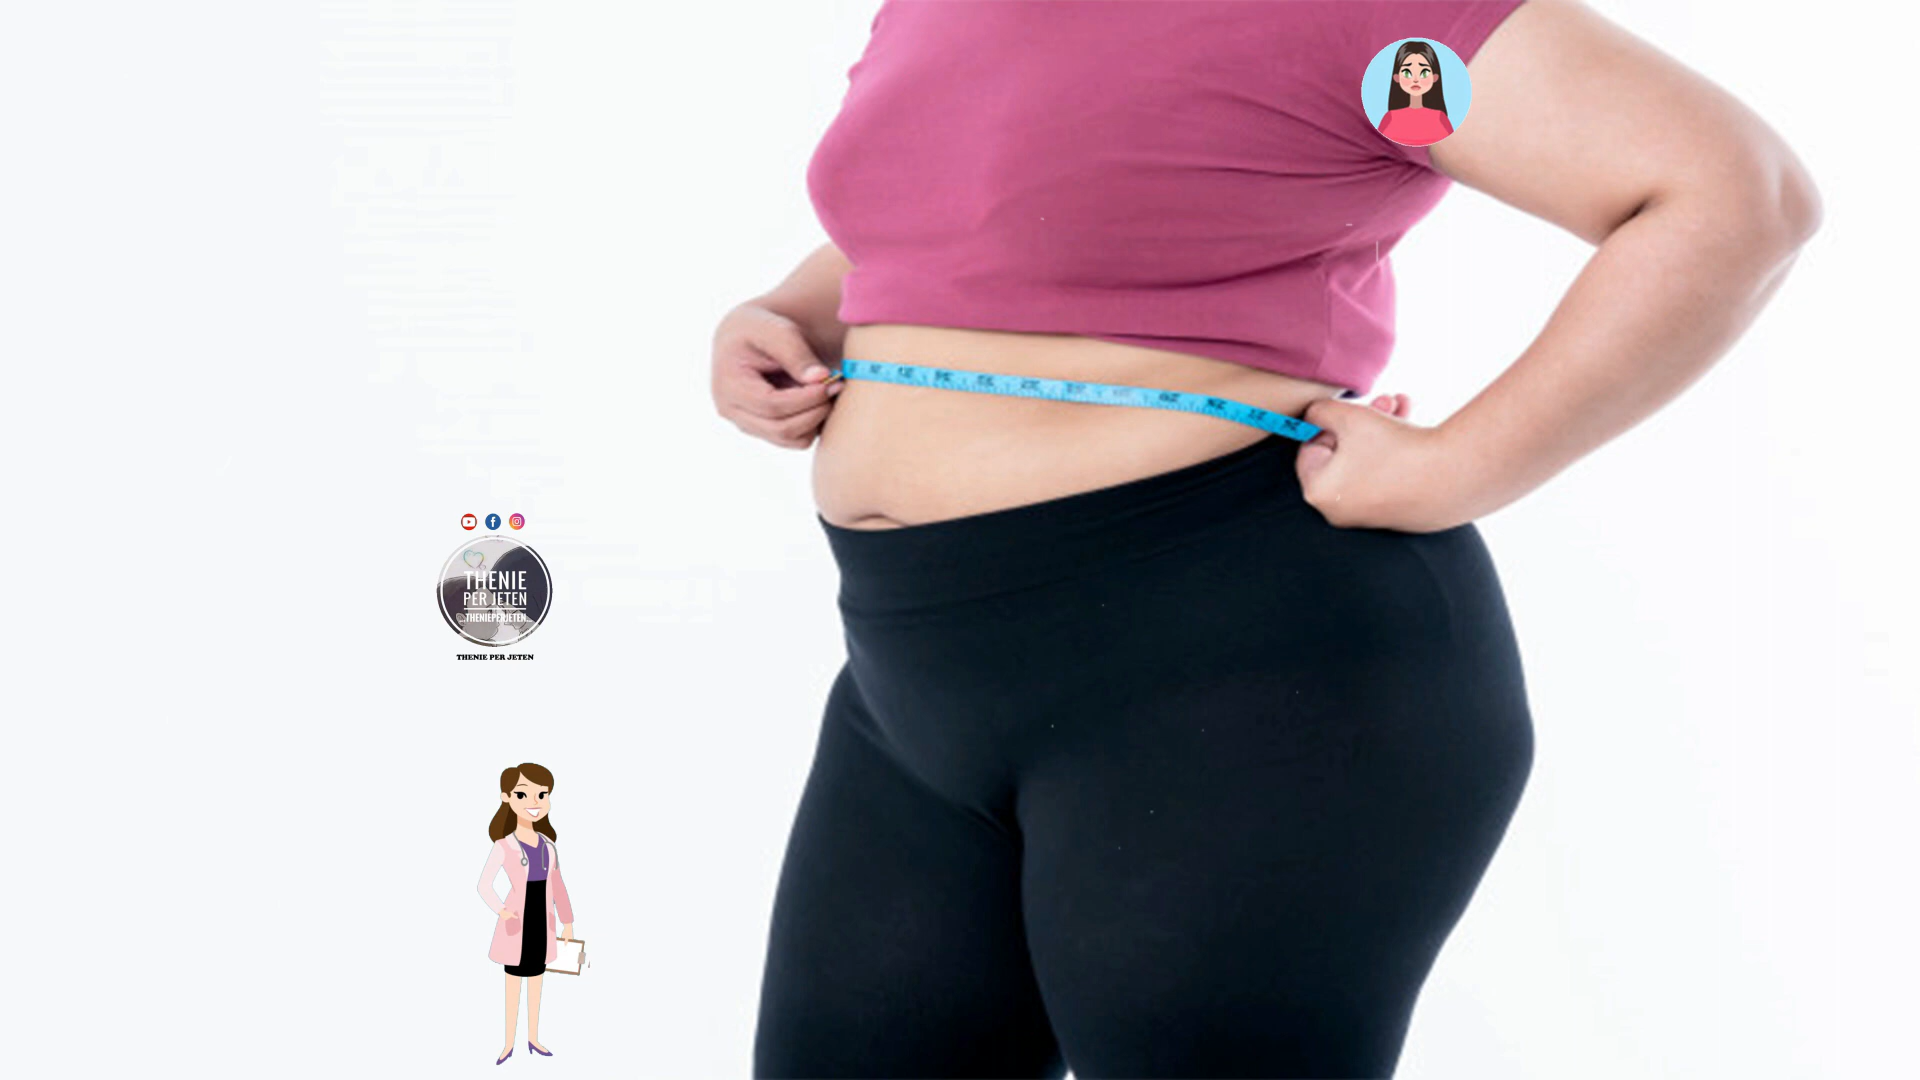 THENIE
PER JETEN
THENIEPERJETEN
THENIE PER JETEN